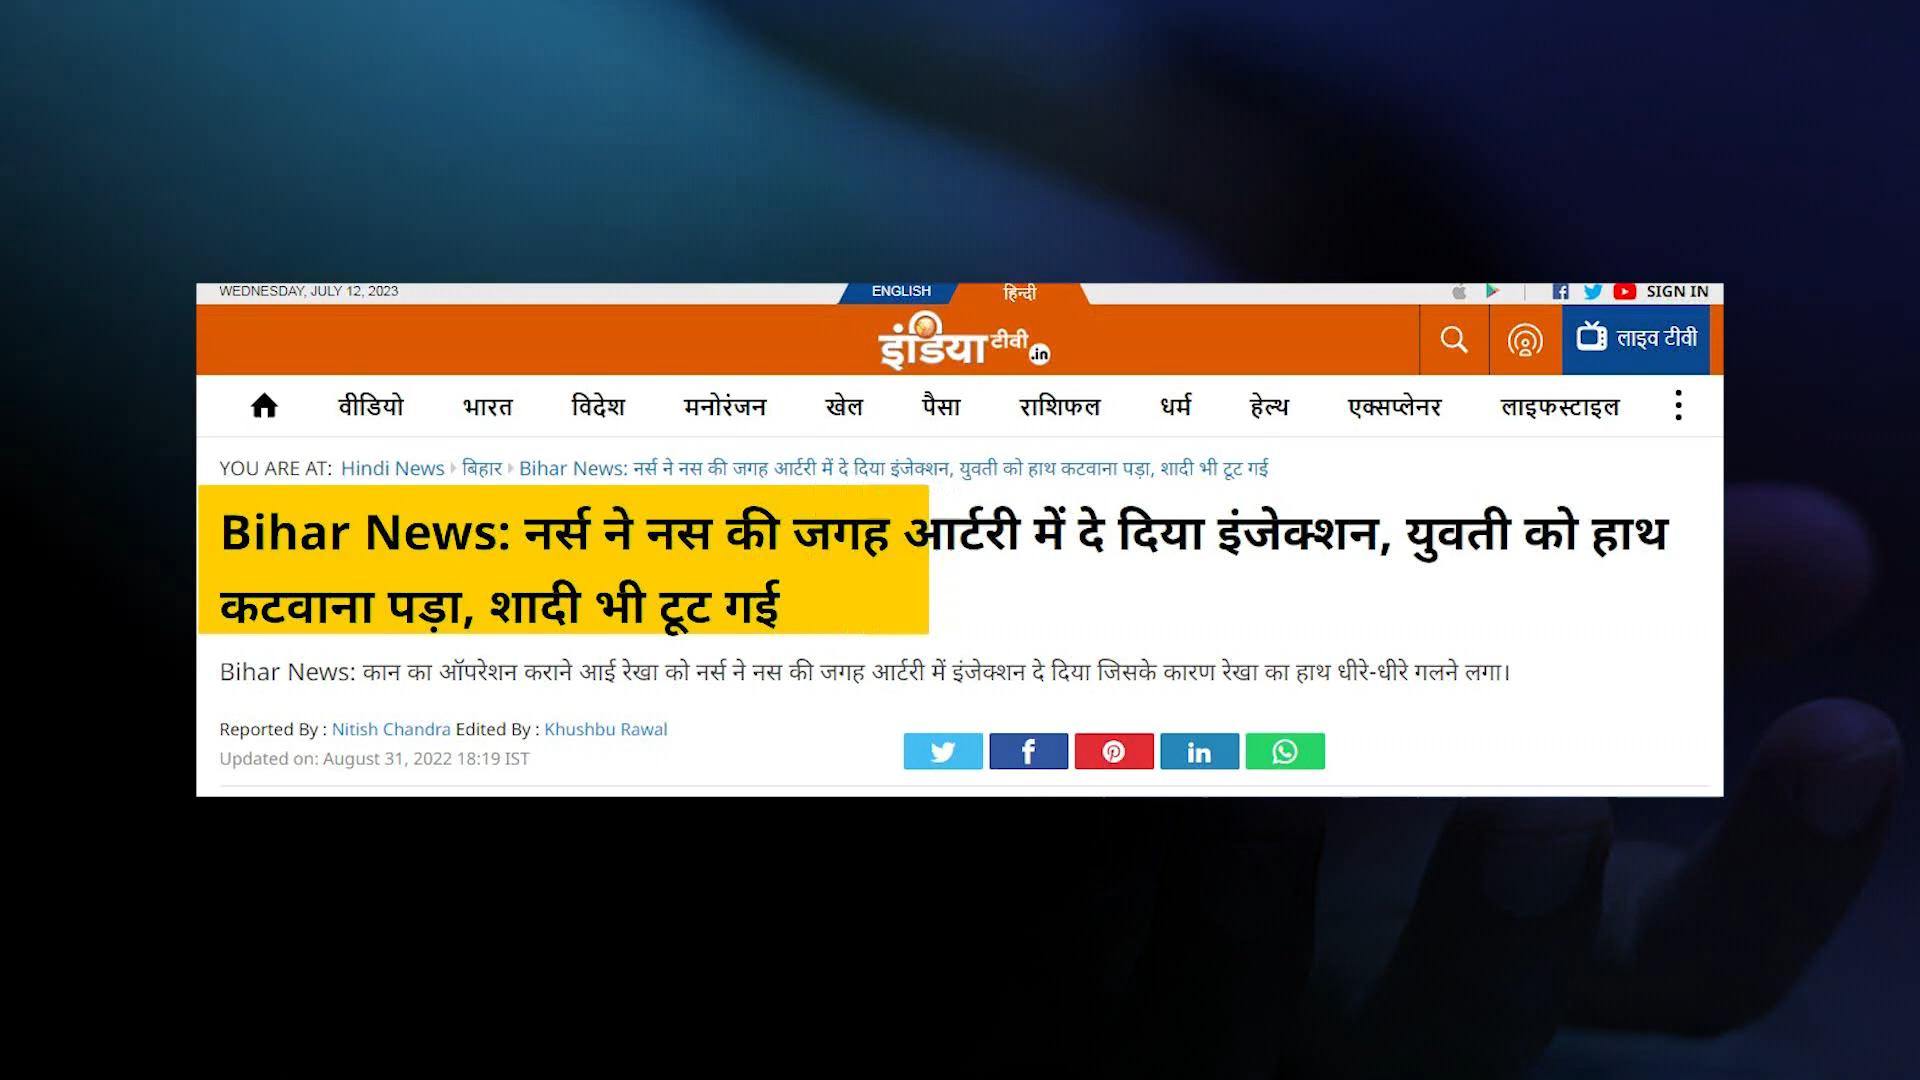 WEDNESDAY, JULY 12, 2023 ENGLISH हिन्दी SIGN IN
इंडिया टीवी .in लाइव टीवी
वीडियो भारत विदेश मनोरंजन खेल पैसा राशिफल धर्म हेल्थ एक्सप्लेनर लाइफस्टाइल
YOU ARE AT: Hindi News बिहार Bihar News: नर्स ने नस की जगह आर्टरी में दे दिया इंजेक्शन, युवती को हाथ कटवाना पड़ा, शादी भी टूट गई
Bihar News: नर्स ने नस की जगह आर्टरी में दे दिया इंजेक्शन, युवती को हाथ
कटवाना पड़ा, शादी भी टूट गई
Bihar News: कान का ऑपरेशन कराने आई रेखा को नर्स ने नस की जगह आर्टरी में इंजेक्शन दे दिया जिसके कारण रेखा का हाथ धीरे-धीरे गलने लगा।
Reported By : Nitish Chandra Edited By : Khushbu Rawal
Updated on: August 31, 2022 18:19 IST